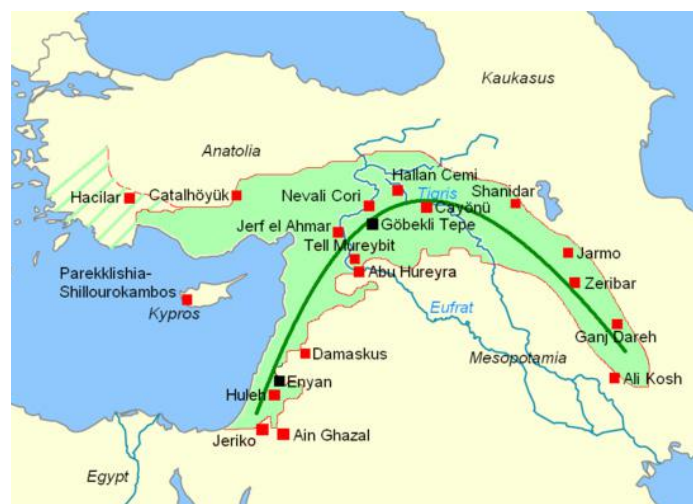 Kaukasus
Anatolia
Hallan Cemi
Hacilar
Catalhöyük
Nevali Cori
Tigris
Shanidar
Cayönü
Jerf el Ahmar
Göbekli Tepe
Tell Mureybit
Jarmo
Parekklishia-
Shillourokambos
Abu Hureyra
Zeribar
Kypros
Eufrat
Ganj Dareh
Damaskus
Mesopotamia
Enyan
Ali Kosh
Huleh
Jeriko
Ain Ghazal
Egypt